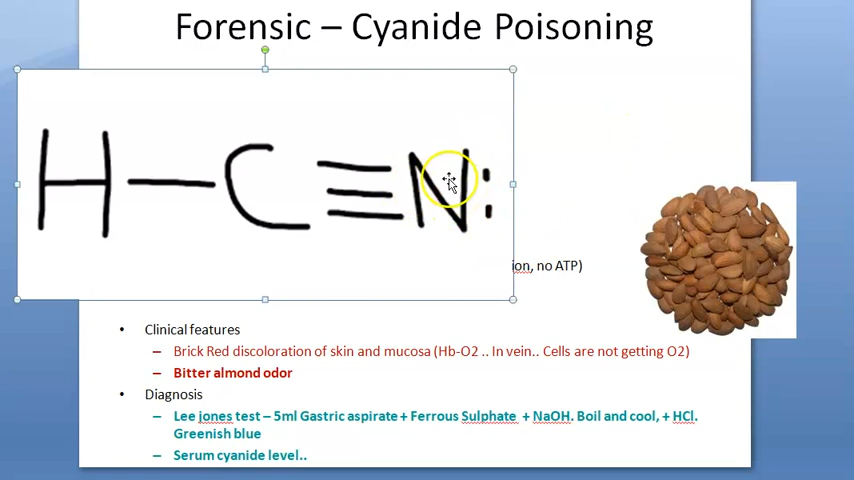 Forensic – Cyanide Poisoning
H — C ≡ N:
ion, no ATP)
• Clinical features
– Brick Red discoloration of skin and mucosa (Hb-O2 .. In vein.. Cells are not getting O2)
– Bitter almond odor
• Diagnosis
– Lee jones test – 5ml Gastric aspirate + Ferrous Sulphate + NaOH. Boil and cool, + HCl.
Greenish blue
– Serum cyanide level..